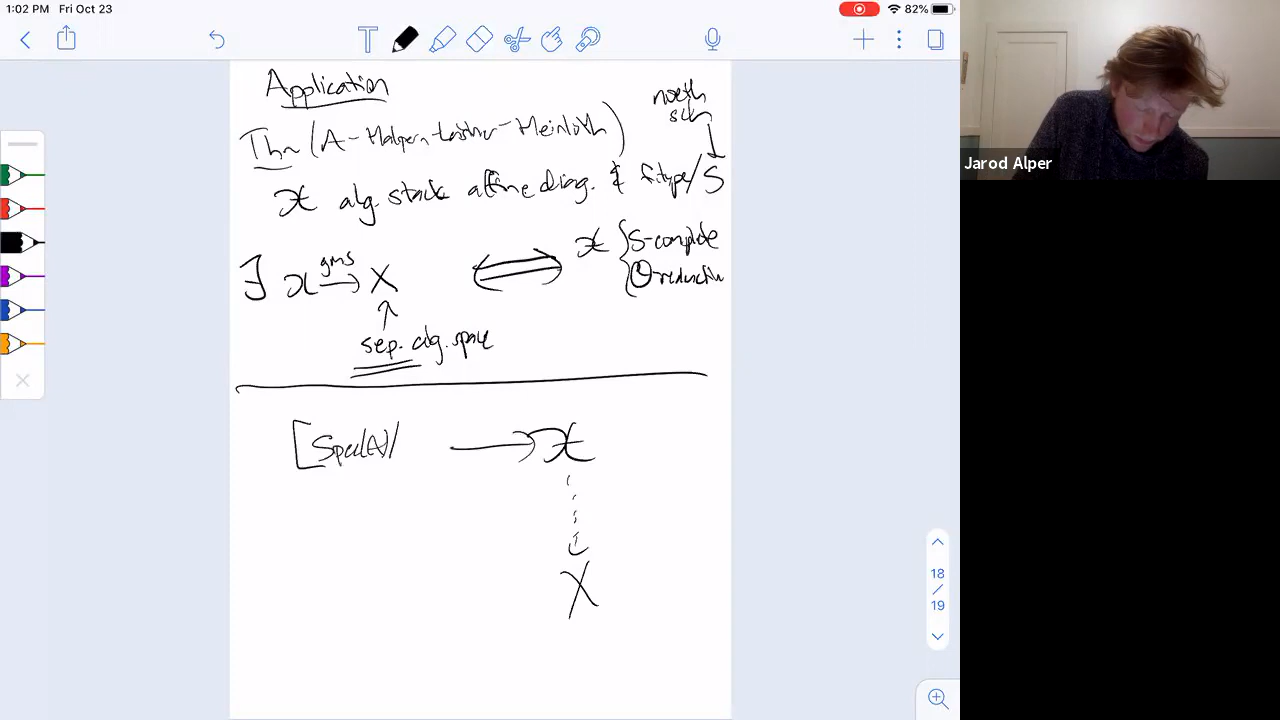 1:02 PM Fri Oct 23
82%
Application
noeth
sch
Thm (A-Halpern-Leistner-Heinloth)
𝒳 alg. stack affine diag. & f.type/S
∃ 𝒳 gms → X ⟺ 𝒳 { S-complete
Θ-reductive
↑
sep. alg. space
[Spec(A)/ → 𝒳
X
18
/
19
Jarod Alper